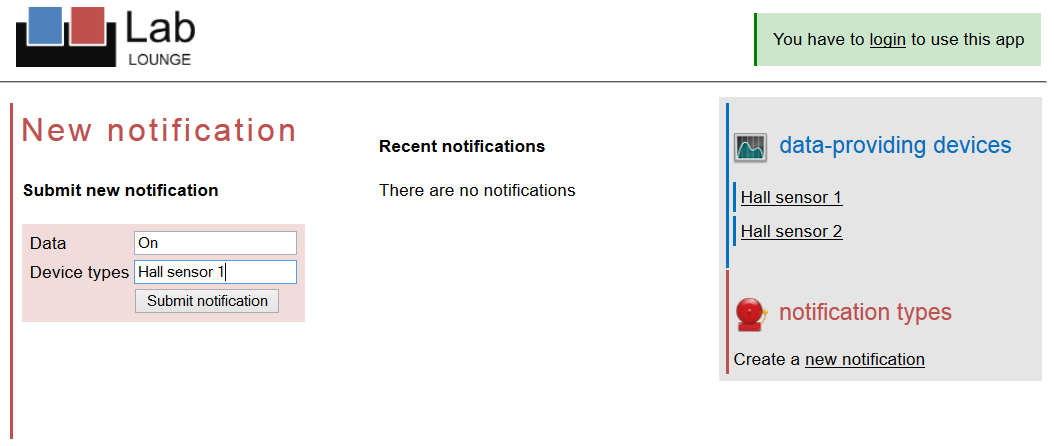 Lab
LOUNGE
You have to login to use this app
New notification
Submit new notification
Data On
Device types Hall sensor 1
Submit notification
Recent notifications
There are no notifications
data-providing devices
Hall sensor 1
Hall sensor 2
notification types
Create a new notification